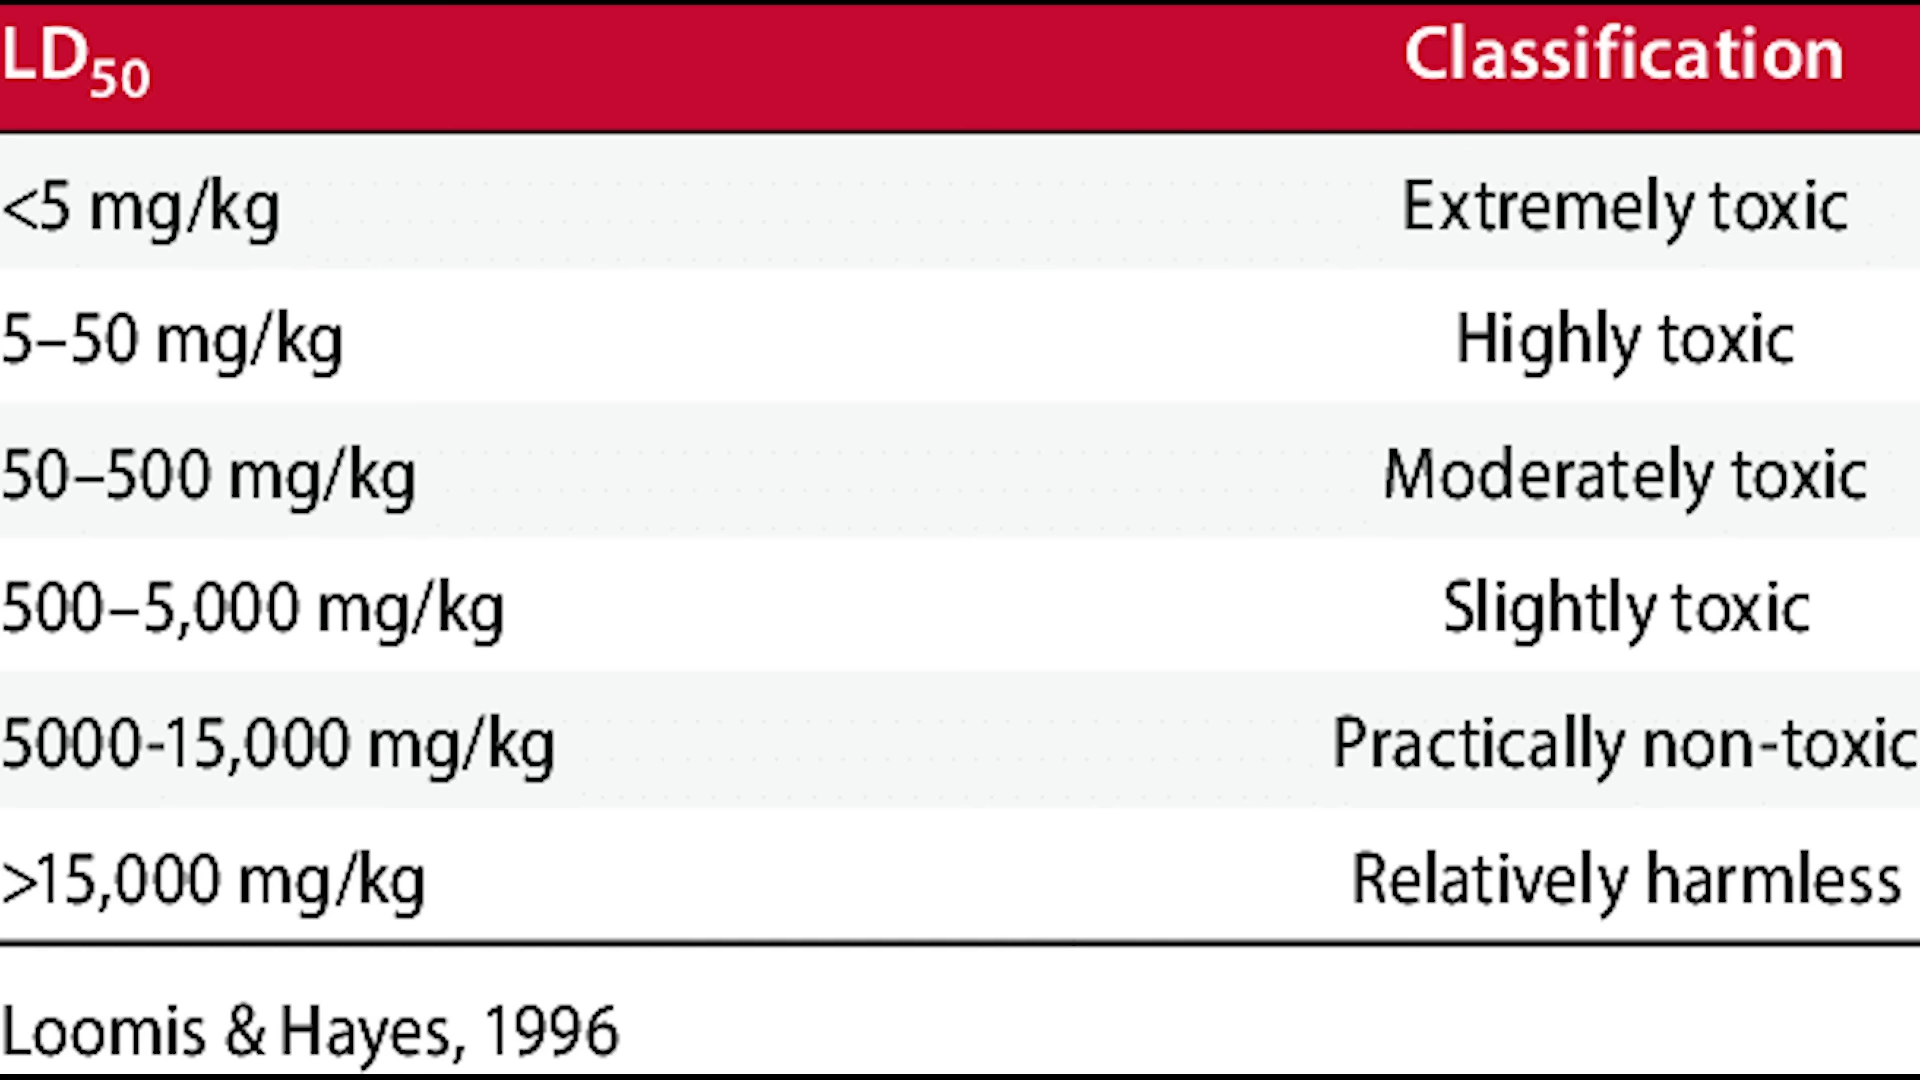 LD50 Classification
<5 mg/kg Extremely toxic
5–50 mg/kg Highly toxic
50–500 mg/kg Moderately toxic
500–5,000 mg/kg Slightly toxic
5000-15,000 mg/kg Practically non-toxic
>15,000 mg/kg Relatively harmless
Loomis & Hayes, 1996